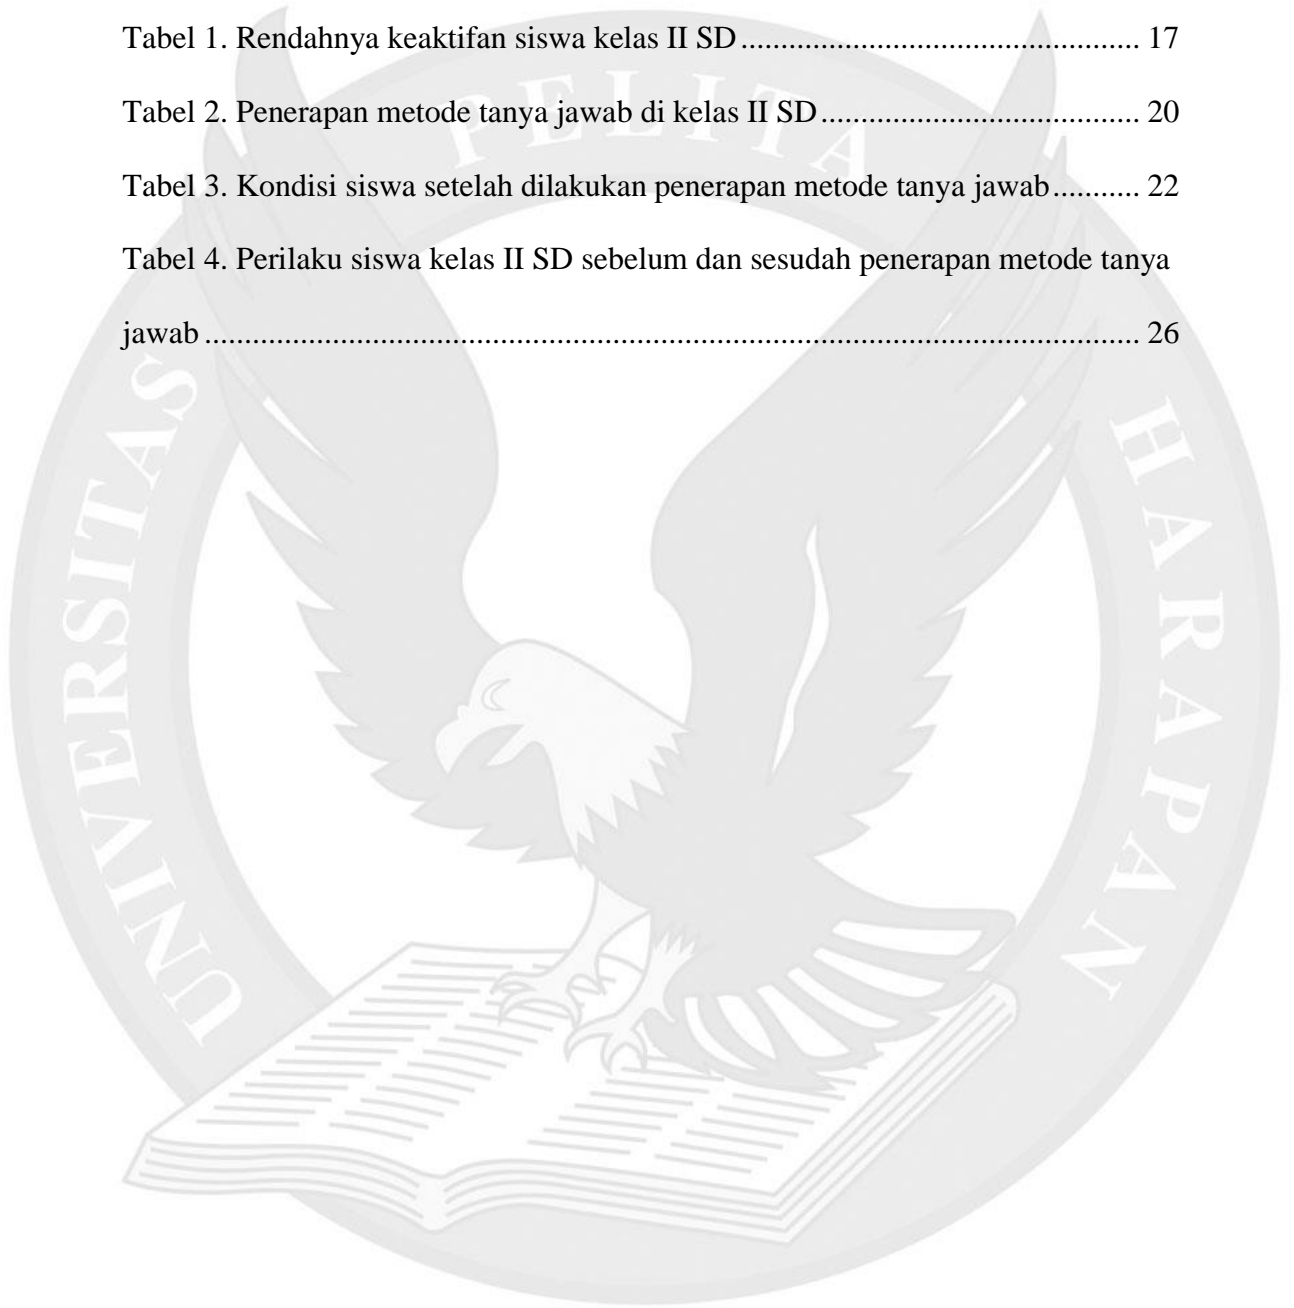 Tabel 1. Rendahnya keaktifan siswa kelas II SD .................................................. 17
Tabel 2. Penerapan metode tanya jawab di kelas II SD ........................................ 20
Tabel 3. Kondisi siswa setelah dilakukan penerapan metode tanya jawab ........... 22
Tabel 4. Perilaku siswa kelas II SD sebelum dan sesudah penerapan metode tanya
jawab ..................................................................................................................... 26
UNIVERSITAS PELITA HARAPAN